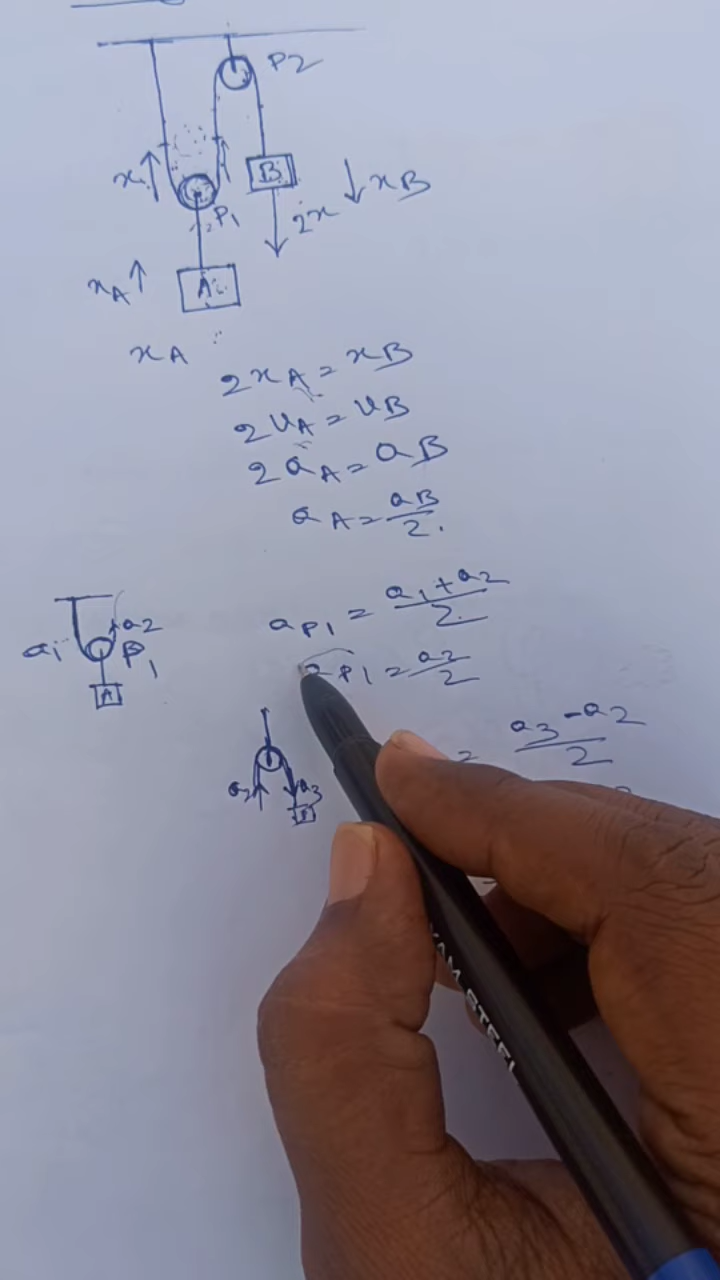 P2
B
x
P1
2x
xB
xA
A
xA
2xA = xB
2vA = vB
2aA = aB
aA = aB/2.
aP1 = a1+a2/2.
a1
a2
P1
A
aP1 = a2/2
= a3-a2/2
a2
a3